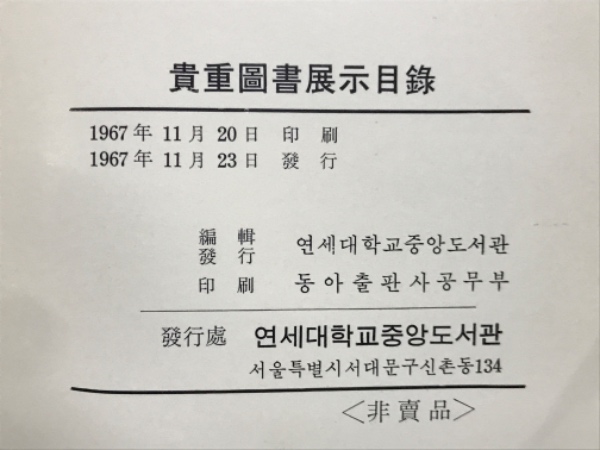 貴重圖書展示目錄
1967年 11月 20日 印刷
1967年 11月 23日 發行
編輯
發行 연세대학교중앙도서관
印刷 동아출판사공무부
發行處 연세대학교중앙도서관
서울특별시서대문구신촌동134
<非賣品>